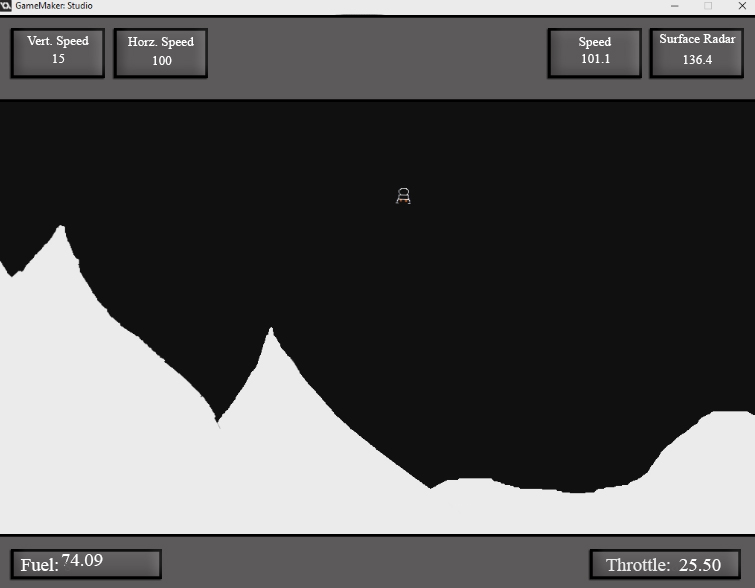 GameMaker: Studio
Vert. Speed
15
Horz. Speed
100
Speed
101.1
Surface Radar
136.4
Fuel: 74.09
Throttle: 25.50